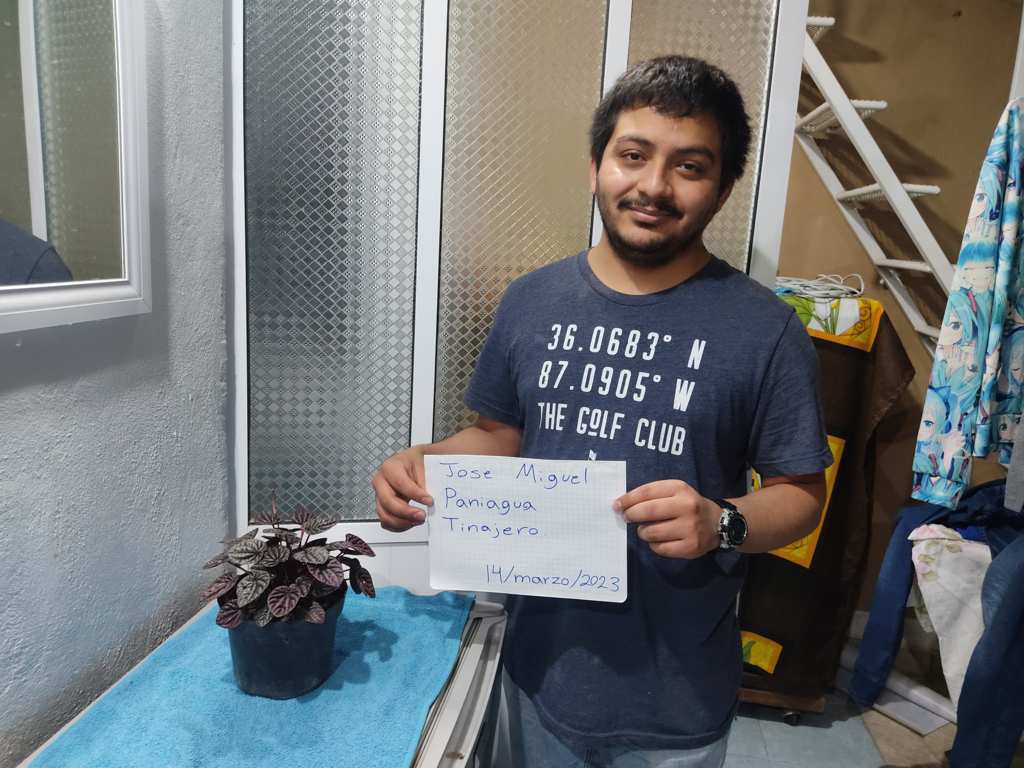 36.0683° N
87.0905° W
THE GOLF CLUB
Jose Miguel
Paniagua
Tinajero
14/marzo/2023